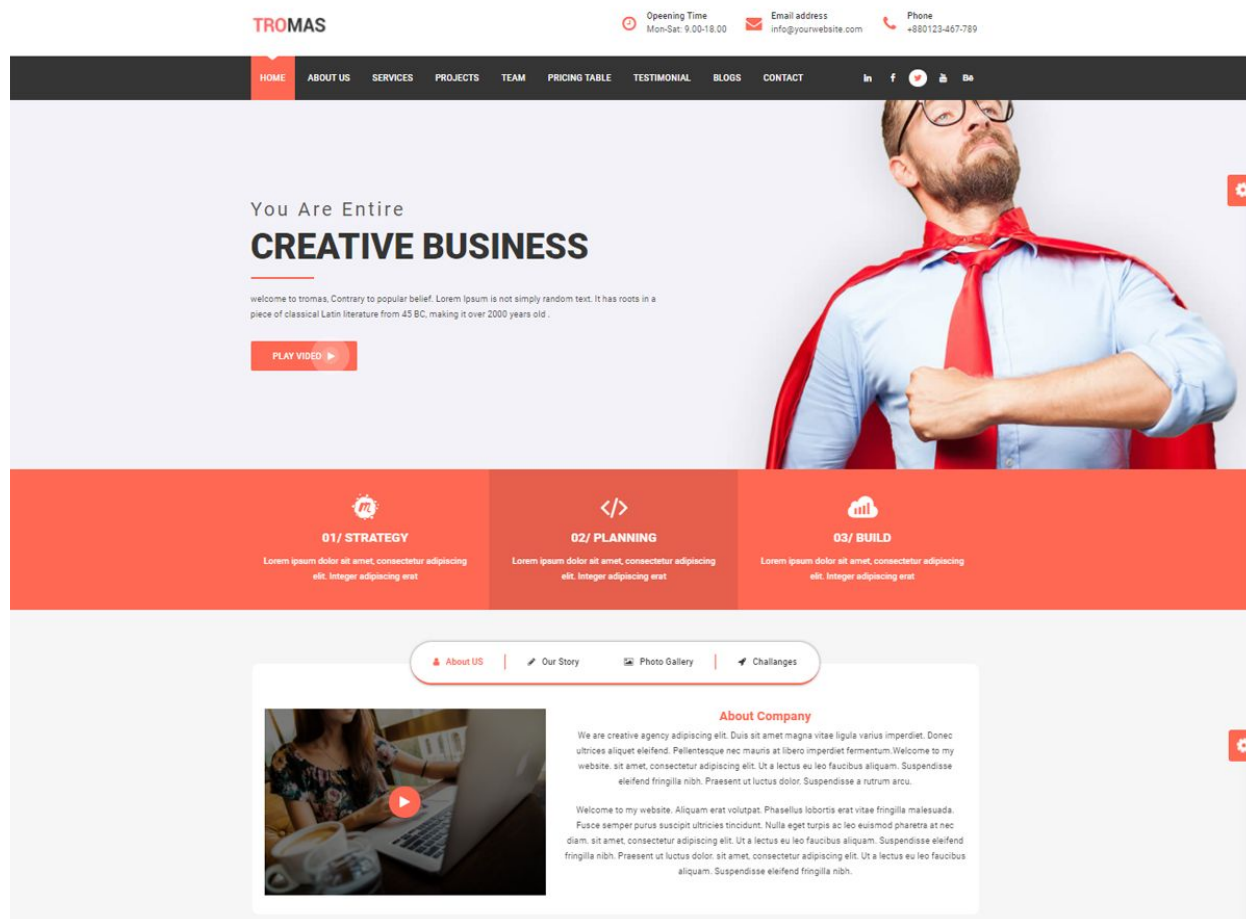 TROMAS
Opeening Time
Mon-Sat: 9.00-18.00
Email address
info@yourwebsite.com
Phone
+880123-467-789
HOME ABOUT US SERVICES PROJECTS TEAM PRICING TABLE TESTIMONIAL BLOGS CONTACT
You Are Entire
CREATIVE BUSINESS
welcome to tromas, Contrary to popular belief. Lorem Ipsum is not simply random text. It has roots in a
piece of classical Latin literature from 45 BC, making it over 2000 years old .
PLAY VIDEO
01/ STRATEGY
Lorem ipsum dolor sit amet, consectetur adipiscing
elit. Integer adipiscing erat
02/ PLANNING
Lorem ipsum dolor sit amet, consectetur adipiscing
elit. Integer adipiscing erat
03/ BUILD
Lorem ipsum dolor sit amet, consectetur adipiscing
elit. Integer adipiscing erat
About US Our Story Photo Gallery Challanges
About Company
We are creative agency adipiscing elit. Duis sit amet magna vitae ligula varius imperdiet. Donec
ultrices aliquet eleifend. Pellentesque nec mauris at libero imperdiet fermentum.Welcome to my
website. sit amet, consectetur adipiscing elit. Ut a lectus eu leo faucibus aliquam. Suspendisse
eleifend fringilla nibh. Praesent ut luctus dolor. Suspendisse a rutrum arcu.
Welcome to my website. Aliquam erat volutpat. Phasellus lobortis erat vitae fringilla malesuada.
Fusce semper purus suscipit ultricies tincidunt. Nulla eget turpis ac leo euismod pharetra at nec
diam. sit amet, consectetur adipiscing elit. Ut a lectus eu leo faucibus aliquam. Suspendisse eleifend
fringilla nibh. Praesent ut luctus dolor. sit amet, consectetur adipiscing elit. Ut a lectus eu leo faucibus
aliquam. Suspendisse eleifend fringilla nibh.